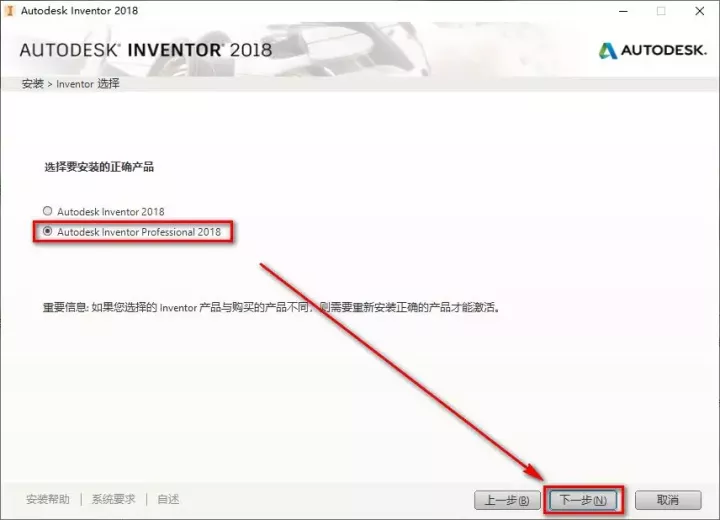 Autodesk Inventor 2018
AUTODESK® INVENTOR® 2018
AUTODESK.
安装 > Inventor 选择
选择要安装的正确产品
Autodesk Inventor 2018
Autodesk Inventor Professional 2018
重要信息: 如果您选择的 Inventor 产品与购买的产品不同，则需要重新安装正确的产品才能激活。
安装帮助 | 系统要求 | 自述
上一步(B) 下一步(N) 取消